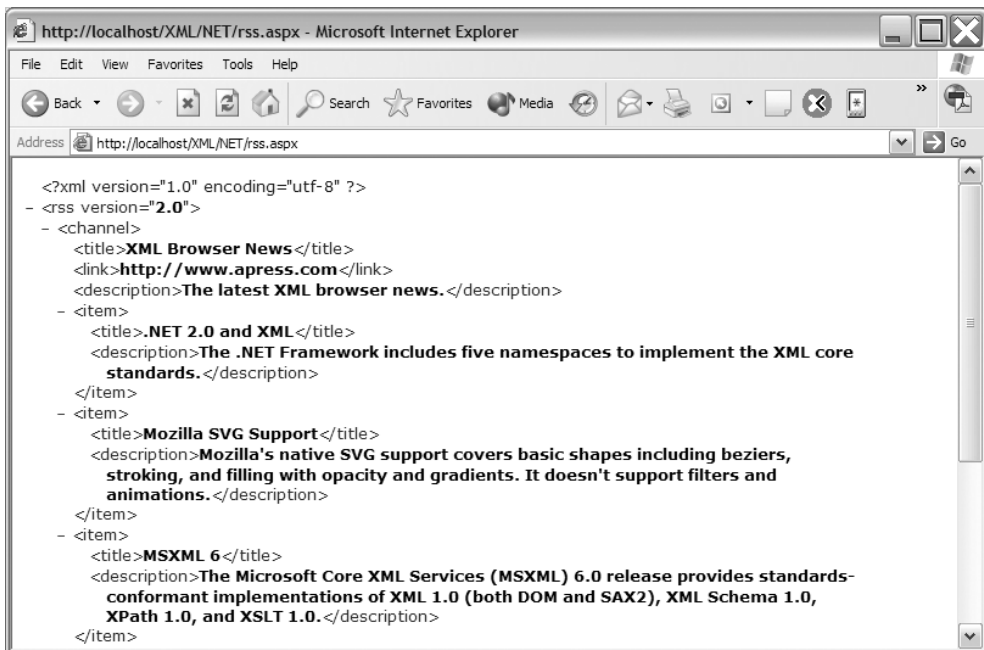 http://localhost/XML/NET/rss.aspx - Microsoft Internet Explorer
File Edit View Favorites Tools Help
Back Search Favorites Media »
Address http://localhost/XML/NET/rss.aspx Go
<?xml version="1.0" encoding="utf-8" ?>
- <rss version="2.0">
- <channel>
<title>XML Browser News</title>
<link>http://www.apress.com</link>
<description>The latest XML browser news.</description>
- <item>
<title>.NET 2.0 and XML</title>
<description>The .NET Framework includes five namespaces to implement the XML core
standards.</description>
</item>
- <item>
<title>Mozilla SVG Support</title>
<description>Mozilla's native SVG support covers basic shapes including beziers,
stroking, and filling with opacity and gradients. It doesn't support filters and
animations.</description>
</item>
- <item>
<title>MSXML 6</title>
<description>The Microsoft Core XML Services (MSXML) 6.0 release provides standards-
conformant implementations of XML 1.0 (both DOM and SAX2), XML Schema 1.0,
XPath 1.0, and XSLT 1.0.</description>
</item>